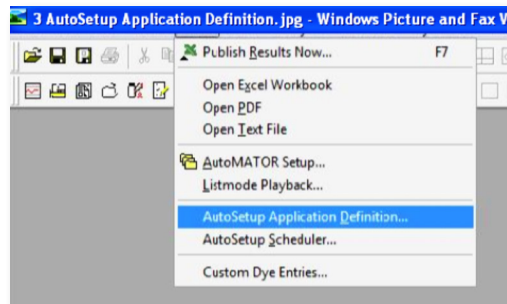 3 AutoSetup Application Definition.jpg - Windows Picture and Fax V
Publish Results Now... F7
Open Excel Workbook
Open PDF
Open Text File
AutoMATOR Setup...
Listmode Playback...
AutoSetup Application Definition...
AutoSetup Scheduler...
Custom Dye Entries...